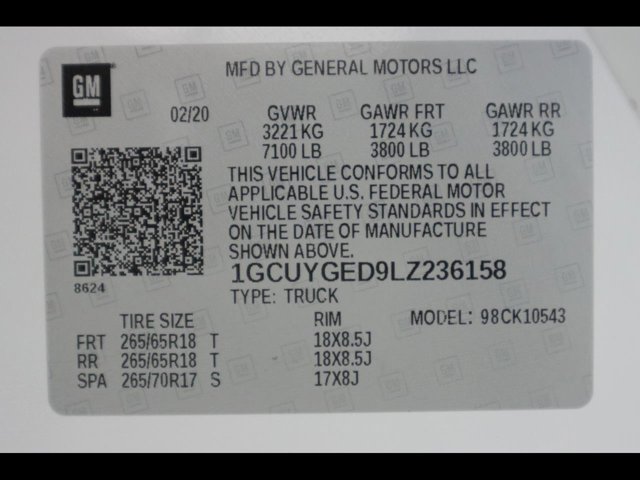 GM
MFD BY GENERAL MOTORS LLC
02/20
GVWR GAWR FRT GAWR RR
3221 KG 1724 KG 1724 KG
7100 LB 3800 LB 3800 LB
THIS VEHICLE CONFORMS TO ALL
APPLICABLE U.S. FEDERAL MOTOR
VEHICLE SAFETY STANDARDS IN EFFECT
ON THE DATE OF MANUFACTURE
SHOWN ABOVE.
8624
1GCUYGED9LZ236158
TYPE: TRUCK
TIRE SIZE RIM MODEL: 98CK10543
FRT 265/65R18 T 18X8.5J
RR 265/65R18 T 18X8.5J
SPA 265/70R17 S 17X8J